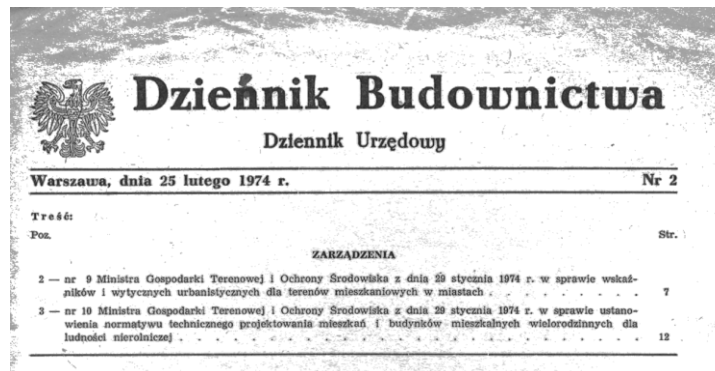 Dziennik Budownictwa
Dziennik Urzędowy
Warszawa, dnia 25 lutego 1974 r. Nr 2
Treść:
Poz. Str.
ZARZĄDZENIA
2 — nr 9 Ministra Gospodarki Terenowej i Ochrony Środowiska z dnia 29 stycznia 1974 r. w sprawie wskaź-
ników i wytycznych urbanistycznych dla terenów mieszkaniowych w miastach . . . . . . . 7
3 — nr 10 Ministra Gospodarki Terenowej i Ochrony Środowiska z dnia 29 stycznia 1974 r. w sprawie ustano-
wienia normatywu technicznego projektowania mieszkań i budynków mieszkalnych wielorodzinnych dla
ludności nierolniczej . . . . . . . . . . . . . . . . . . 12